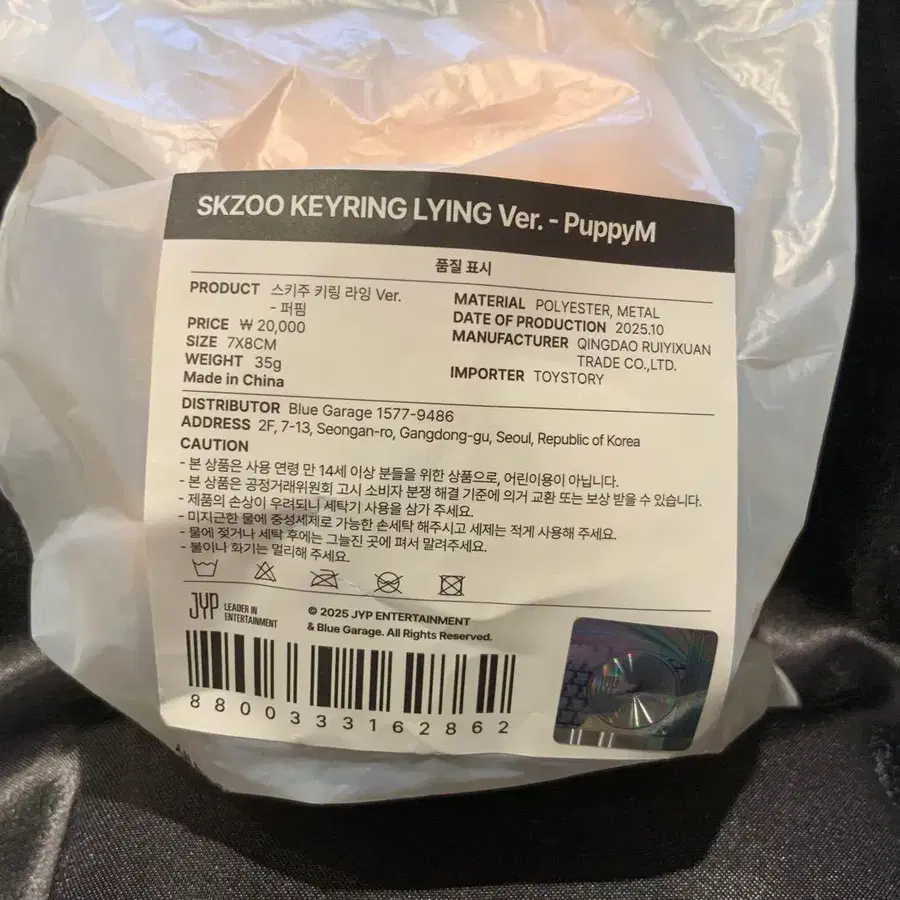 SKZOO KEYRING LYING Ver. - PuppyM
품질 표시
PRODUCT 스키주 키링 라잉 Ver.
- 퍼핌
PRICE ₩ 20,000
SIZE 7X8CM
WEIGHT 35g
Made in China
MATERIAL POLYESTER, METAL
DATE OF PRODUCTION 2025.10
MANUFACTURER QINGDAO RUIYIXUAN
TRADE CO.,LTD.
IMPORTER TOYSTORY
DISTRIBUTOR Blue Garage 1577-9486
ADDRESS 2F, 7-13, Seongan-ro, Gangdong-gu, Seoul, Republic of Korea
CAUTION
- 본 상품은 사용 연령 만 14세 이상 분들을 위한 상품으로, 어린이용이 아닙니다.
- 본 상품은 공정거래위원회 고시 소비자 분쟁 해결 기준에 의거 교환 또는 보상 받을 수 있습니다.
- 제품의 손상이 우려되니 세탁기 사용을 삼가 주세요.
- 미지근한 물에 중성세제로 가능한 손세탁 해주시고 세제는 적게 사용해 주세요.
- 물에 젖거나 세탁 후에는 그늘진 곳에 펴서 말려주세요.
- 불이나 화기는 멀리해 주세요.
JYP LEADER IN
ENTERTAINMENT
© 2025 JYP ENTERTAINMENT
& Blue Garage. All Rights Reserved.
880033162862
JYP